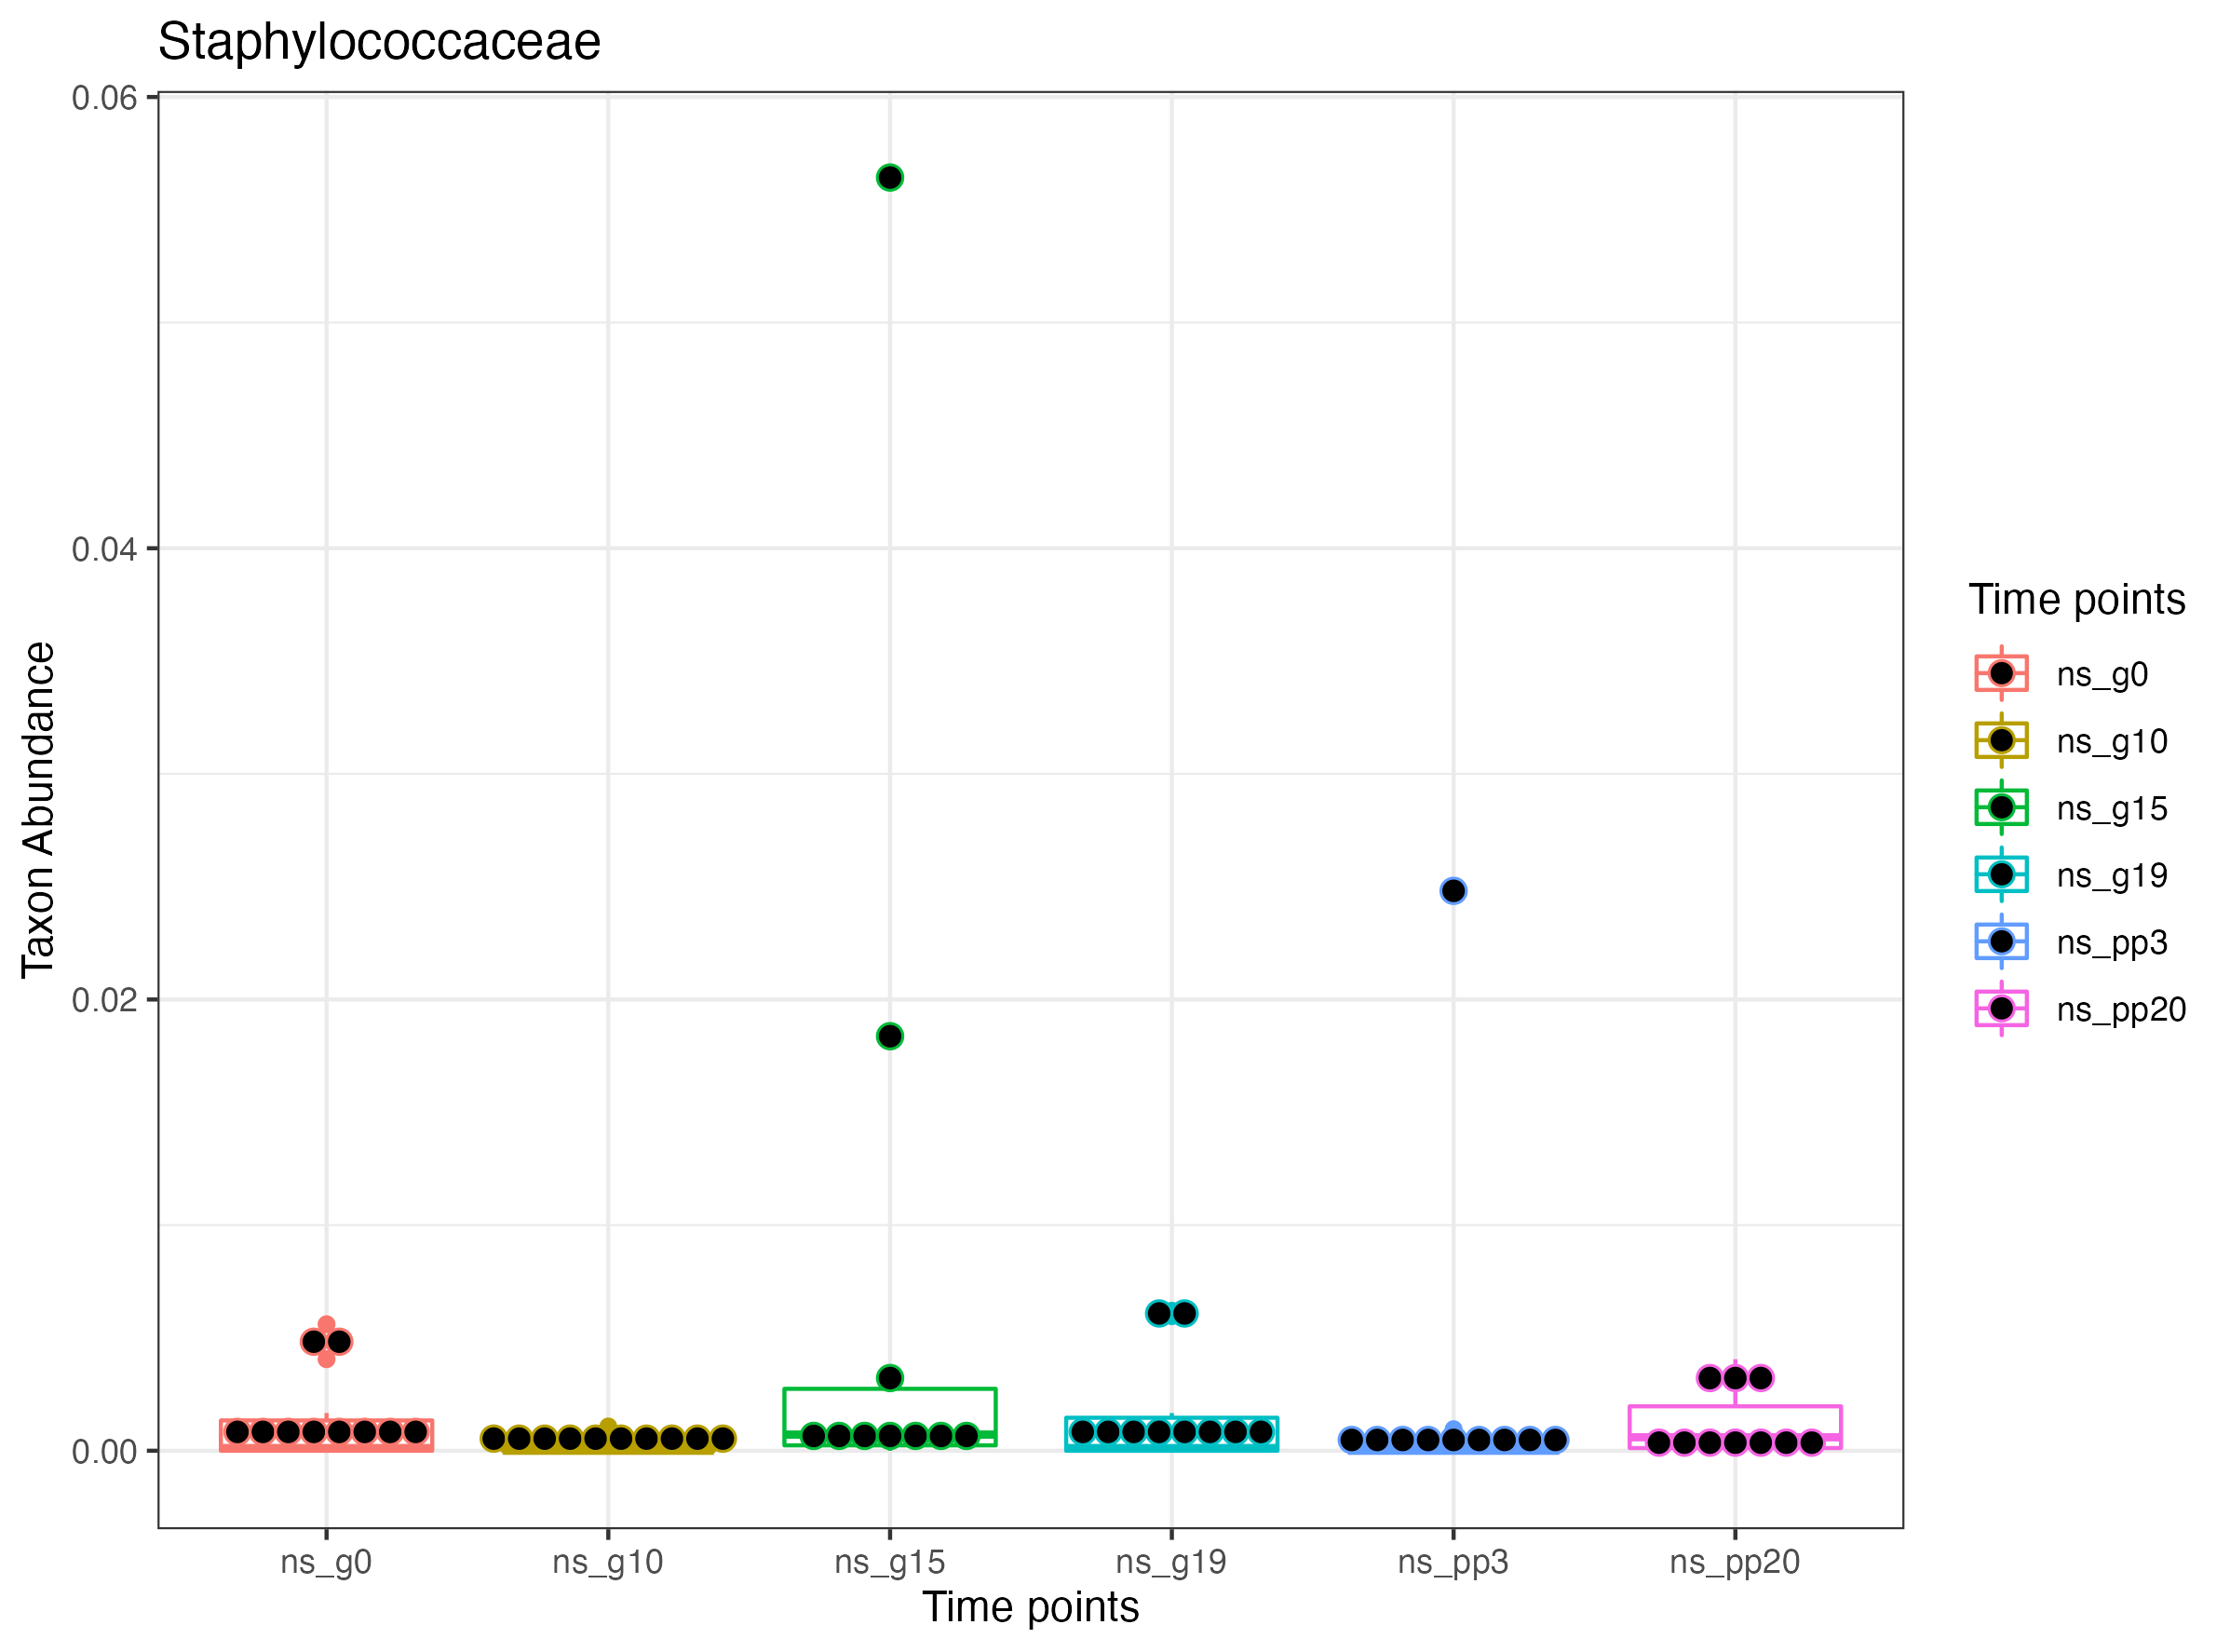 Staphylococcaceae
0.06
0.04
0.02
0.00
Taxon Abundance
ns_g0
ns_g10
ns_g15
ns_g19
ns_pp3
ns_pp20
Time points
Time points
ns_g0
ns_g10
ns_g15
ns_g19
ns_pp3
ns_pp20